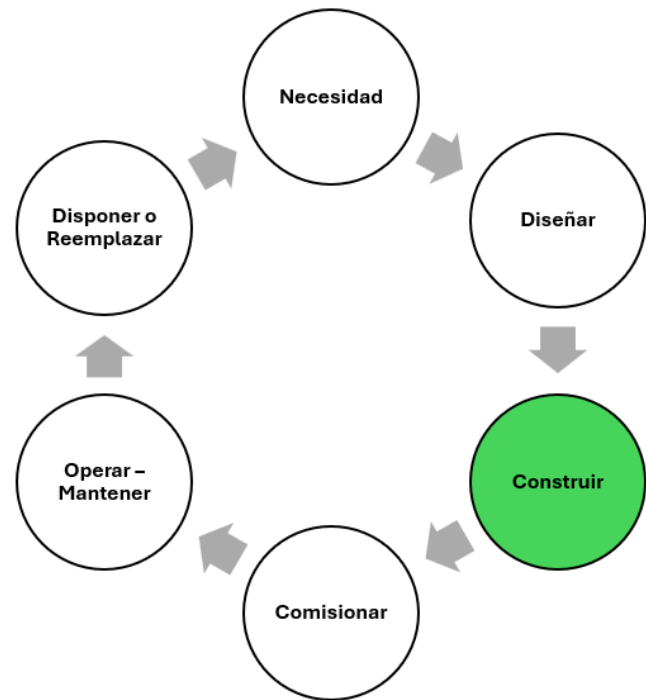 Necesidad
Diseñar
Construir
Comisionar
Operar –
Mantener
Disponer o
Reemplazar